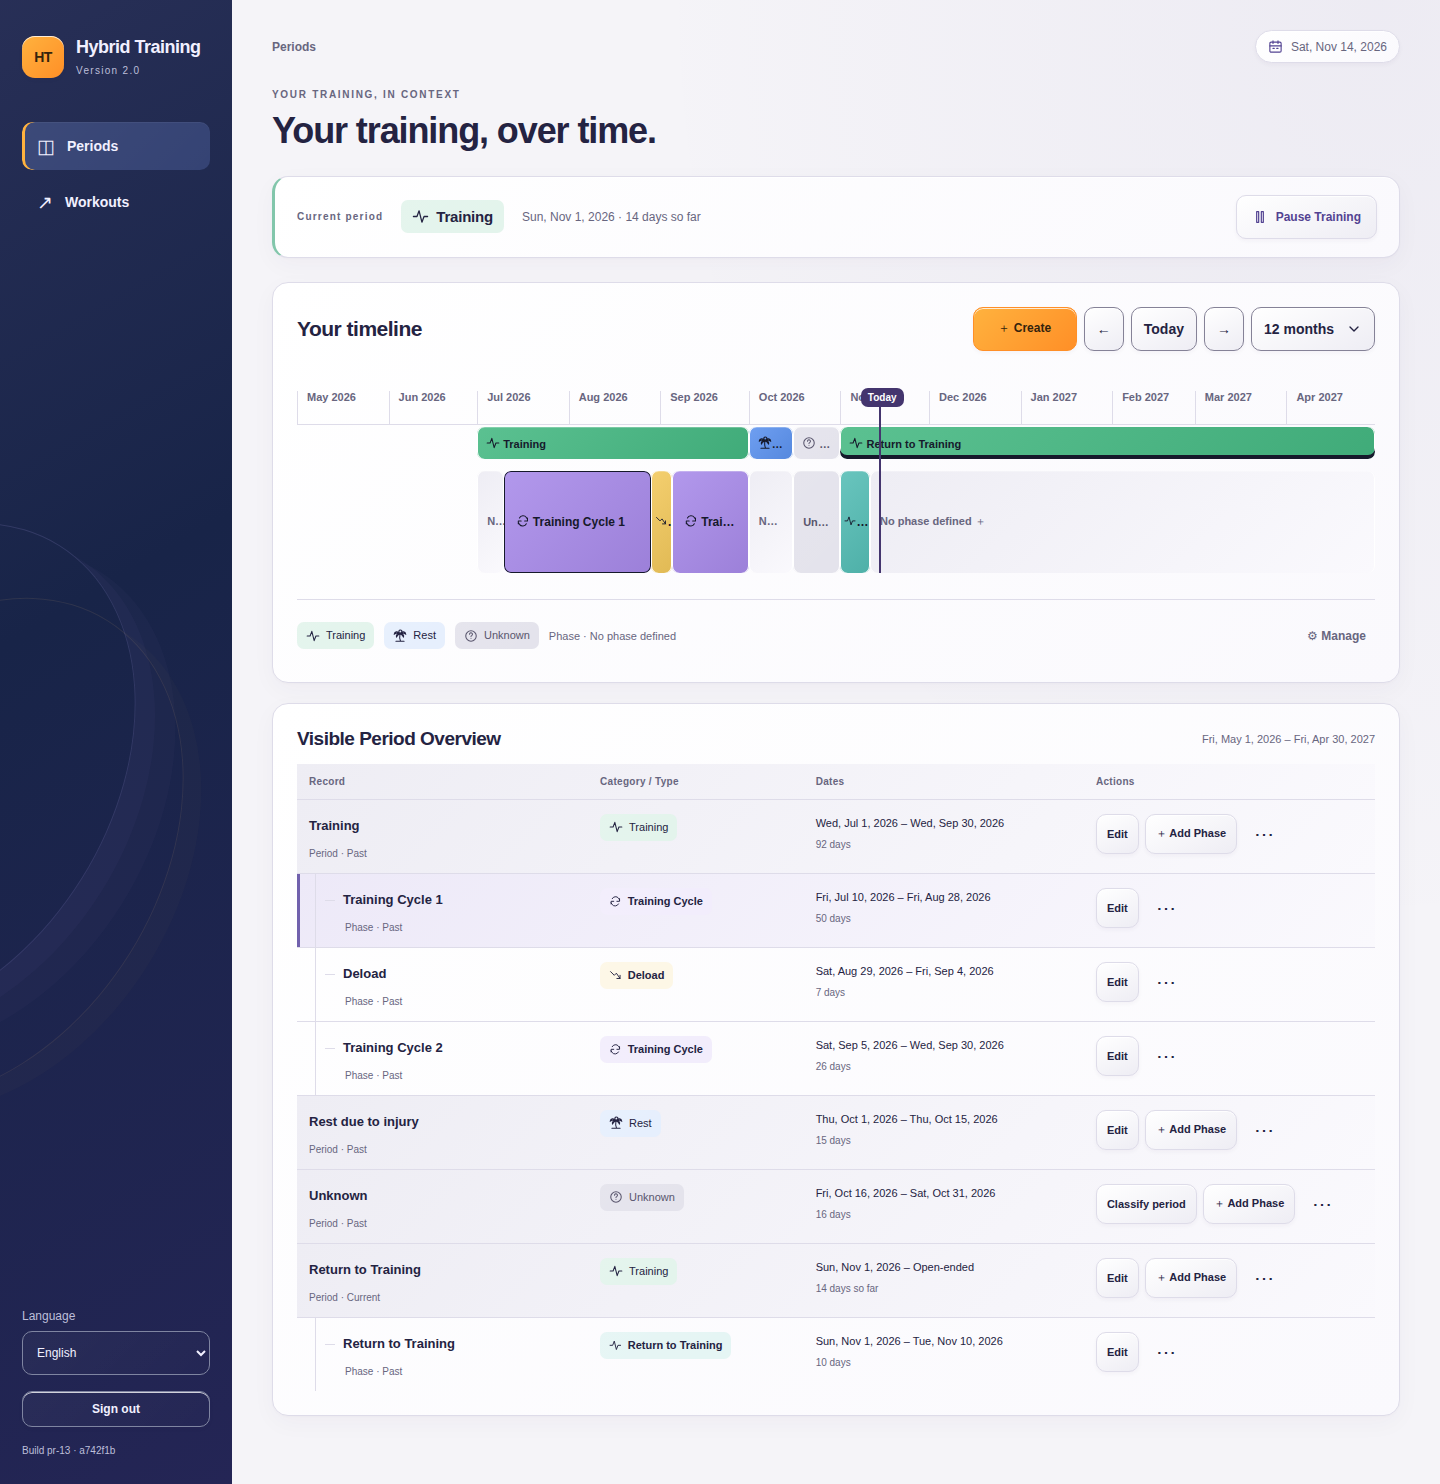 HT
Hybrid Training
Version 2.0
Periods
Workouts
Language
English
Sign out
Build pr-13 · a742f1b
Periods
Sat, Nov 14, 2026
YOUR TRAINING, IN CONTEXT
Your training, over time.
Current period
Training
Sun, Nov 1, 2026 · 14 days so far
Pause Training
Your timeline
+ Create
←
Today
→
12 months
May 2026
Jun 2026
Jul 2026
Aug 2026
Sep 2026
Oct 2026
No
Today
Dec 2026
Jan 2027
Feb 2027
Mar 2027
Apr 2027
Training
...
...
Return to Training
N...
Training Cycle 1
Trai...
N...
Un...
...
No phase defined +
Training
Rest
Unknown
Phase · No phase defined
Manage
Visible Period Overview
Fri, May 1, 2026 – Fri, Apr 30, 2027
Record Category / Type Dates Actions
Training Training Wed, Jul 1, 2026 – Wed, Sep 30, 2026 Edit + Add Phase ...
Period · Past 92 days
Training Cycle 1 Training Cycle Fri, Jul 10, 2026 – Fri, Aug 28, 2026 Edit ...
Phase · Past 50 days
Deload Deload Sat, Aug 29, 2026 – Fri, Sep 4, 2026 Edit ...
Phase · Past 7 days
Training Cycle 2 Training Cycle Sat, Sep 5, 2026 – Wed, Sep 30, 2026 Edit ...
Phase · Past 26 days
Rest due to injury Rest Thu, Oct 1, 2026 – Thu, Oct 15, 2026 Edit + Add Phase ...
Period · Past 15 days
Unknown Unknown Fri, Oct 16, 2026 – Sat, Oct 31, 2026 Classify period + Add Phase ...
Period · Past 16 days
Return to Training Training Sun, Nov 1, 2026 – Open-ended Edit + Add Phase ...
Period · Current 14 days so far
Return to Training Return to Training Sun, Nov 1, 2026 – Tue, Nov 10, 2026 Edit ...
Phase · Past 10 days